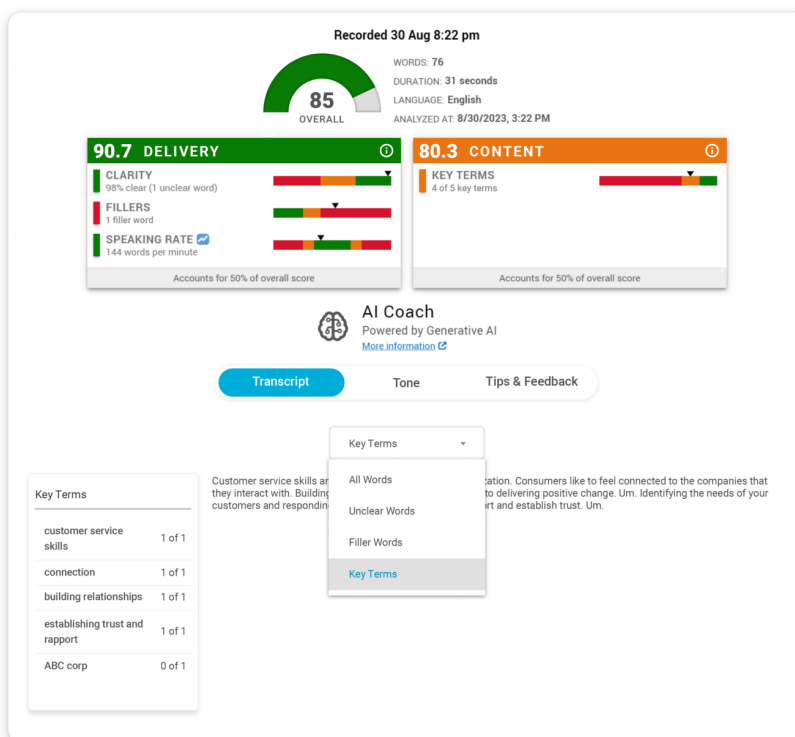 Recorded 30 Aug 8:22 pm
85
OVERALL
WORDS: 76
DURATION: 31 seconds
LANGUAGE: English
ANALYZED AT: 8/30/2023, 3:22 PM
90.7 DELIVERY
CLARITY
98% clear (1 unclear word)
FILLERS
1 filler word
SPEAKING RATE
144 words per minute
Accounts for 50% of overall score
80.3 CONTENT
KEY TERMS
4 of 5 key terms
Accounts for 50% of overall score
AI Coach
Powered by Generative AI
More information
Transcript
Tone
Tips & Feedback
Key Terms
All Words
Unclear Words
Filler Words
Key Terms
Key Terms
customer service skills 1 of 1
connection 1 of 1
building relationships 1 of 1
establishing trust and rapport 1 of 1
ABC corp 0 of 1
Customer service skills ar zation. Consumers like to feel connected to the companies that
they interact with. Building to delivering positive change. Um. Identifying the needs of your
customers and respondin rt and establish trust. Um.